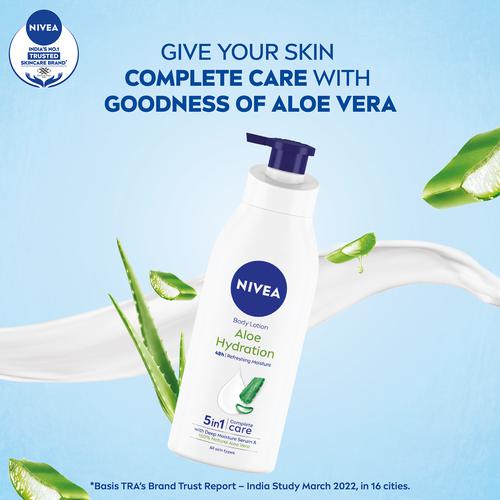 NIVEA
INDIA'S NO.1
TRUSTED
SKINCARE BRAND*
GIVE YOUR SKIN
COMPLETE CARE WITH
GOODNESS OF ALOE VERA
NIVEA
Body Lotion
Aloe
Hydration
48h | Refreshing Moisture
5in1 | Complete care
with Deep Moisture Serum &
100% Natural Aloe Vera
All skin types
*Basis TRA's Brand Trust Report – India Study March 2022, in 16 cities.